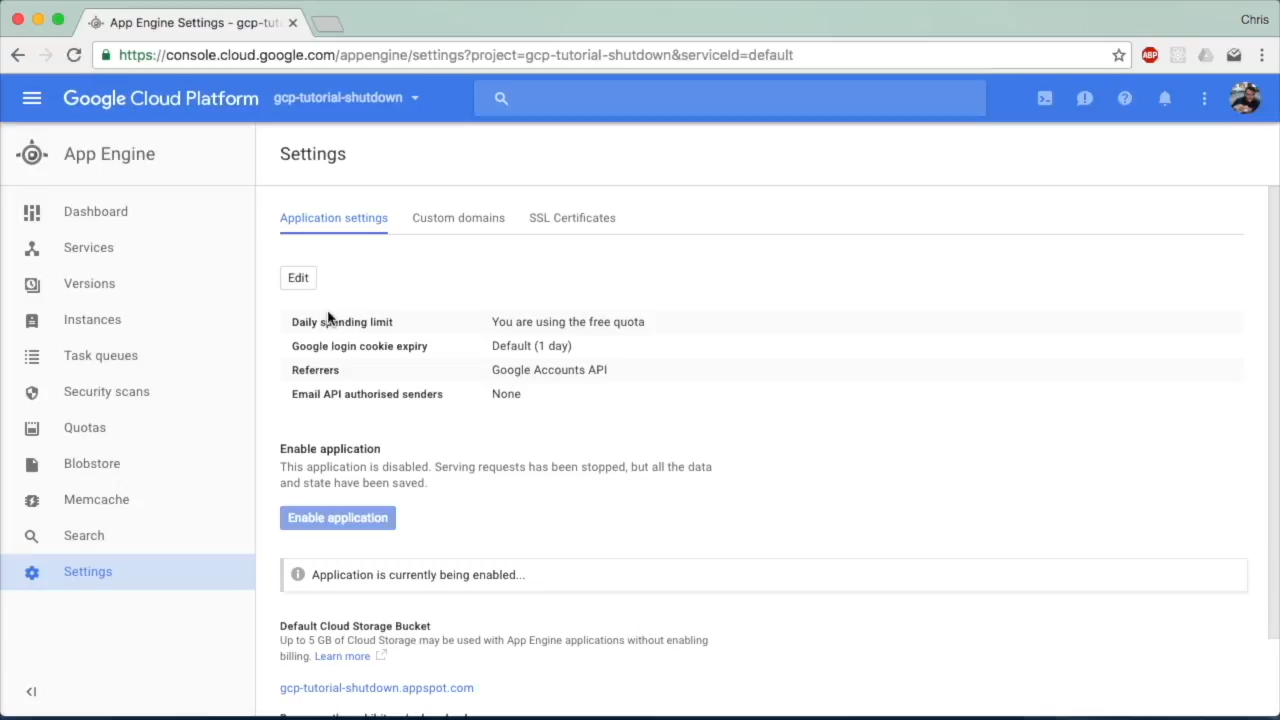 App Engine Settings - gcp-tut
Chris
https://console.cloud.google.com/appengine/settings?project=gcp-tutorial-shutdown&serviceId=default
ABP
Google Cloud Platform
gcp-tutorial-shutdown
App Engine
Settings
Dashboard
Services
Versions
Instances
Task queues
Security scans
Quotas
Blobstore
Memcache
Search
Settings
Application settings
Custom domains
SSL Certificates
Edit
Daily spending limit You are using the free quota
Google login cookie expiry Default (1 day)
Referrers Google Accounts API
Email API authorised senders None
Enable application
This application is disabled. Serving requests has been stopped, but all the data
and state have been saved.
Enable application
Application is currently being enabled...
Default Cloud Storage Bucket
Up to 5 GB of Cloud Storage may be used with App Engine applications without enabling
billing. Learn more
gcp-tutorial-shutdown.appspot.com